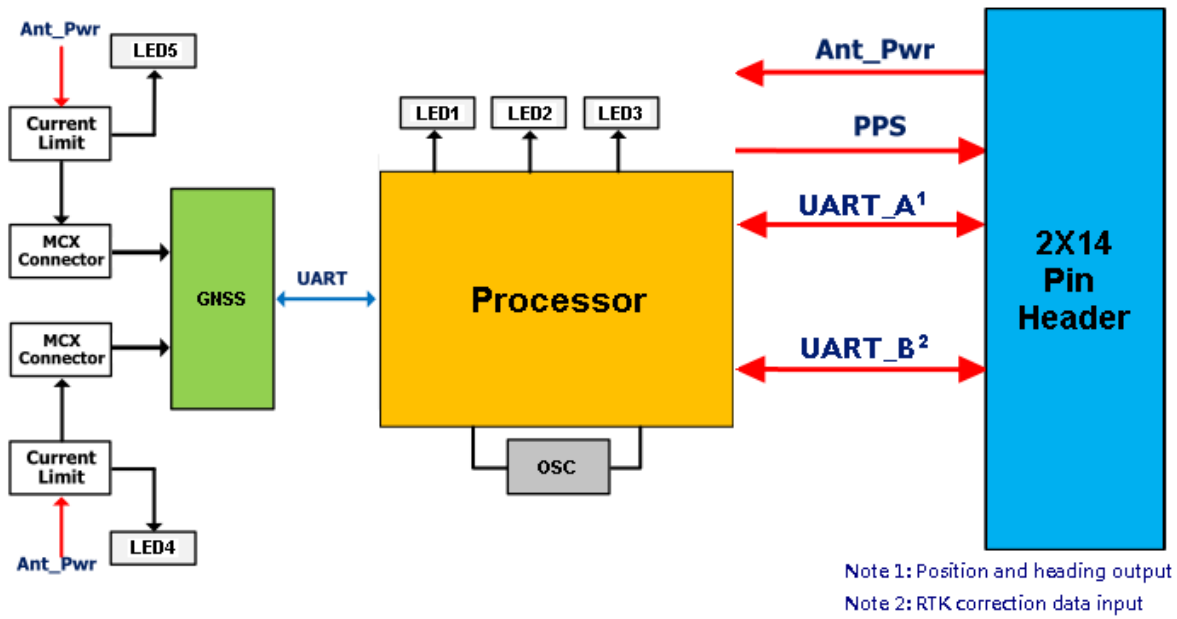 Ant_Pwr
LED5
Current
Limit
MCX
Connector
MCX
Connector
Current
Limit
Ant_Pwr
LED4
GNSS
UART
LED1
LED2
LED3
Processor
OSC
Ant_Pwr
PPS
UART_A¹
UART_B²
2X14
Pin
Header
Note 1: Position and heading output
Note 2: RTK correction data input